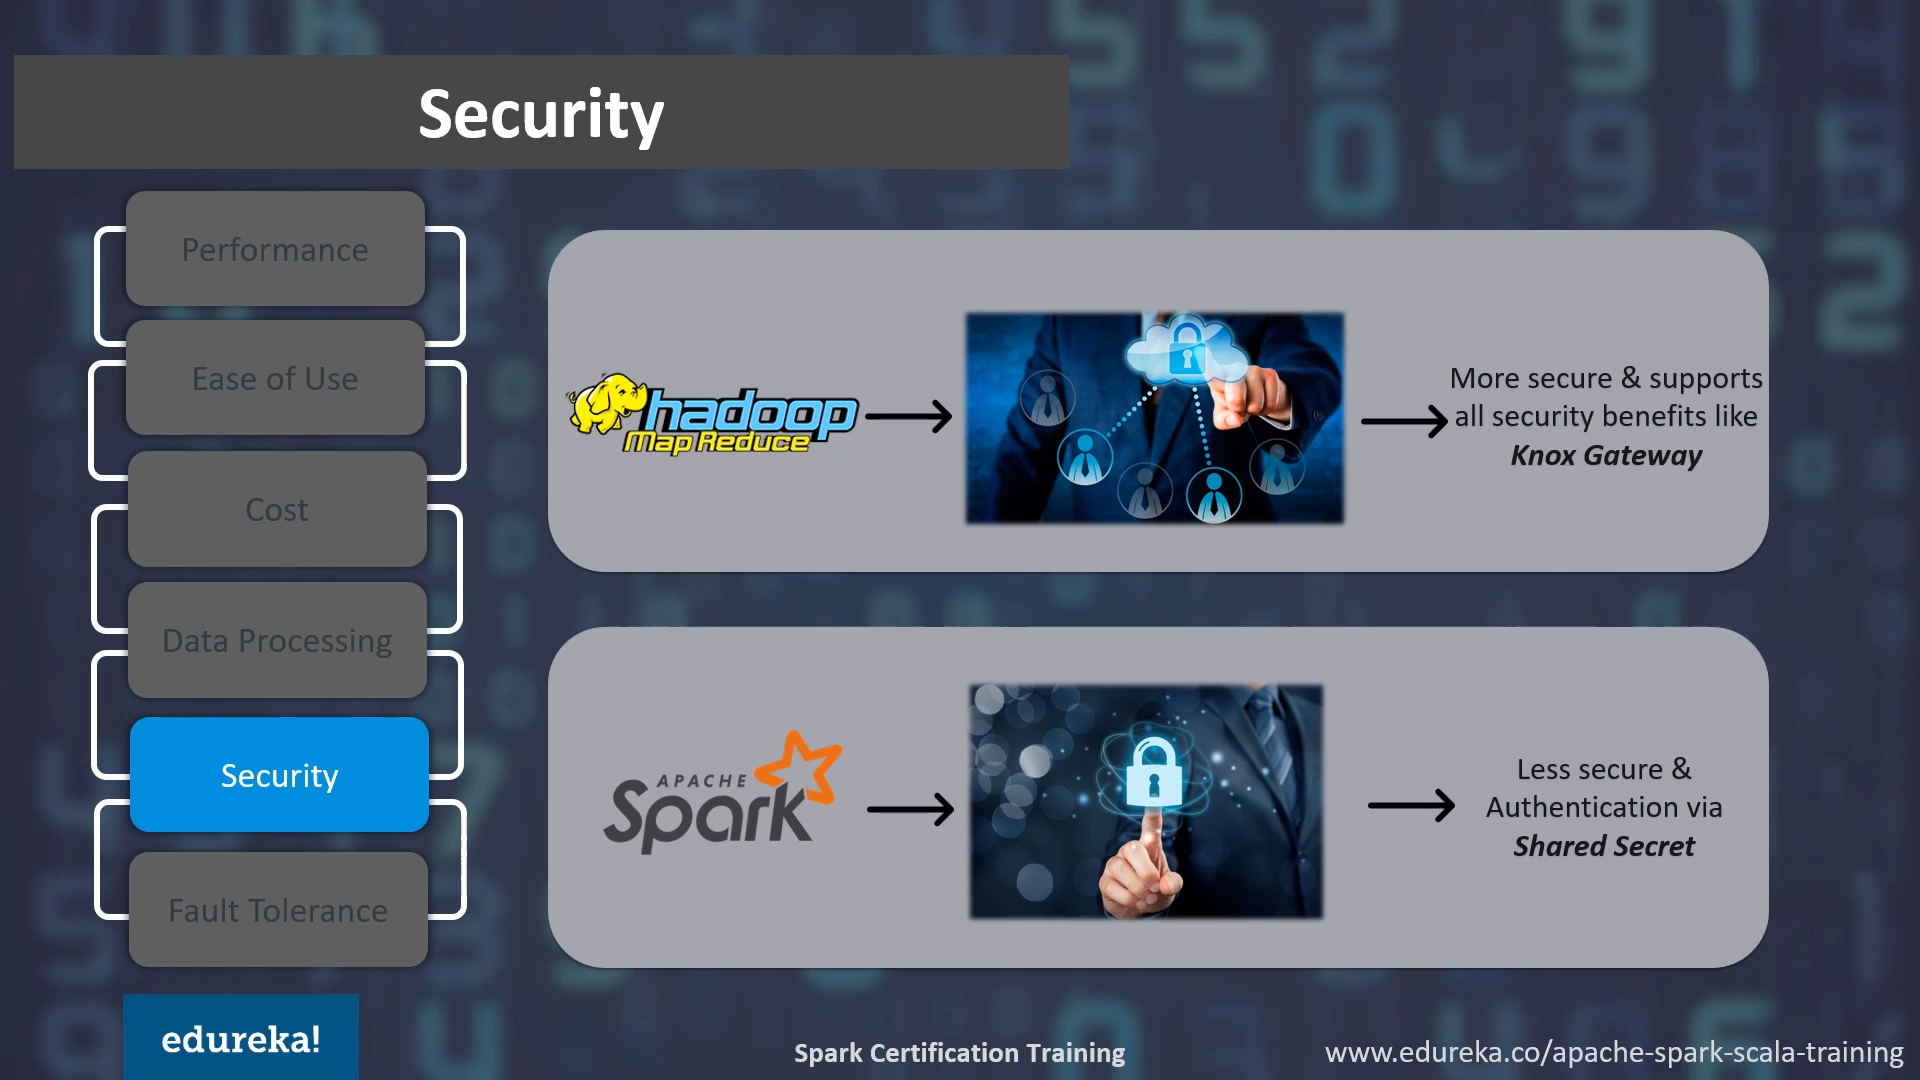 Security
Performance
Ease of Use
Cost
Data Processing
Security
Fault Tolerance
hadoop
Map Reduce
More secure & supports
all security benefits like
Knox Gateway
APACHE
Spark
Less secure &
Authentication via
Shared Secret
edureka!
Spark Certification Training
www.edureka.co/apache-spark-scala-training